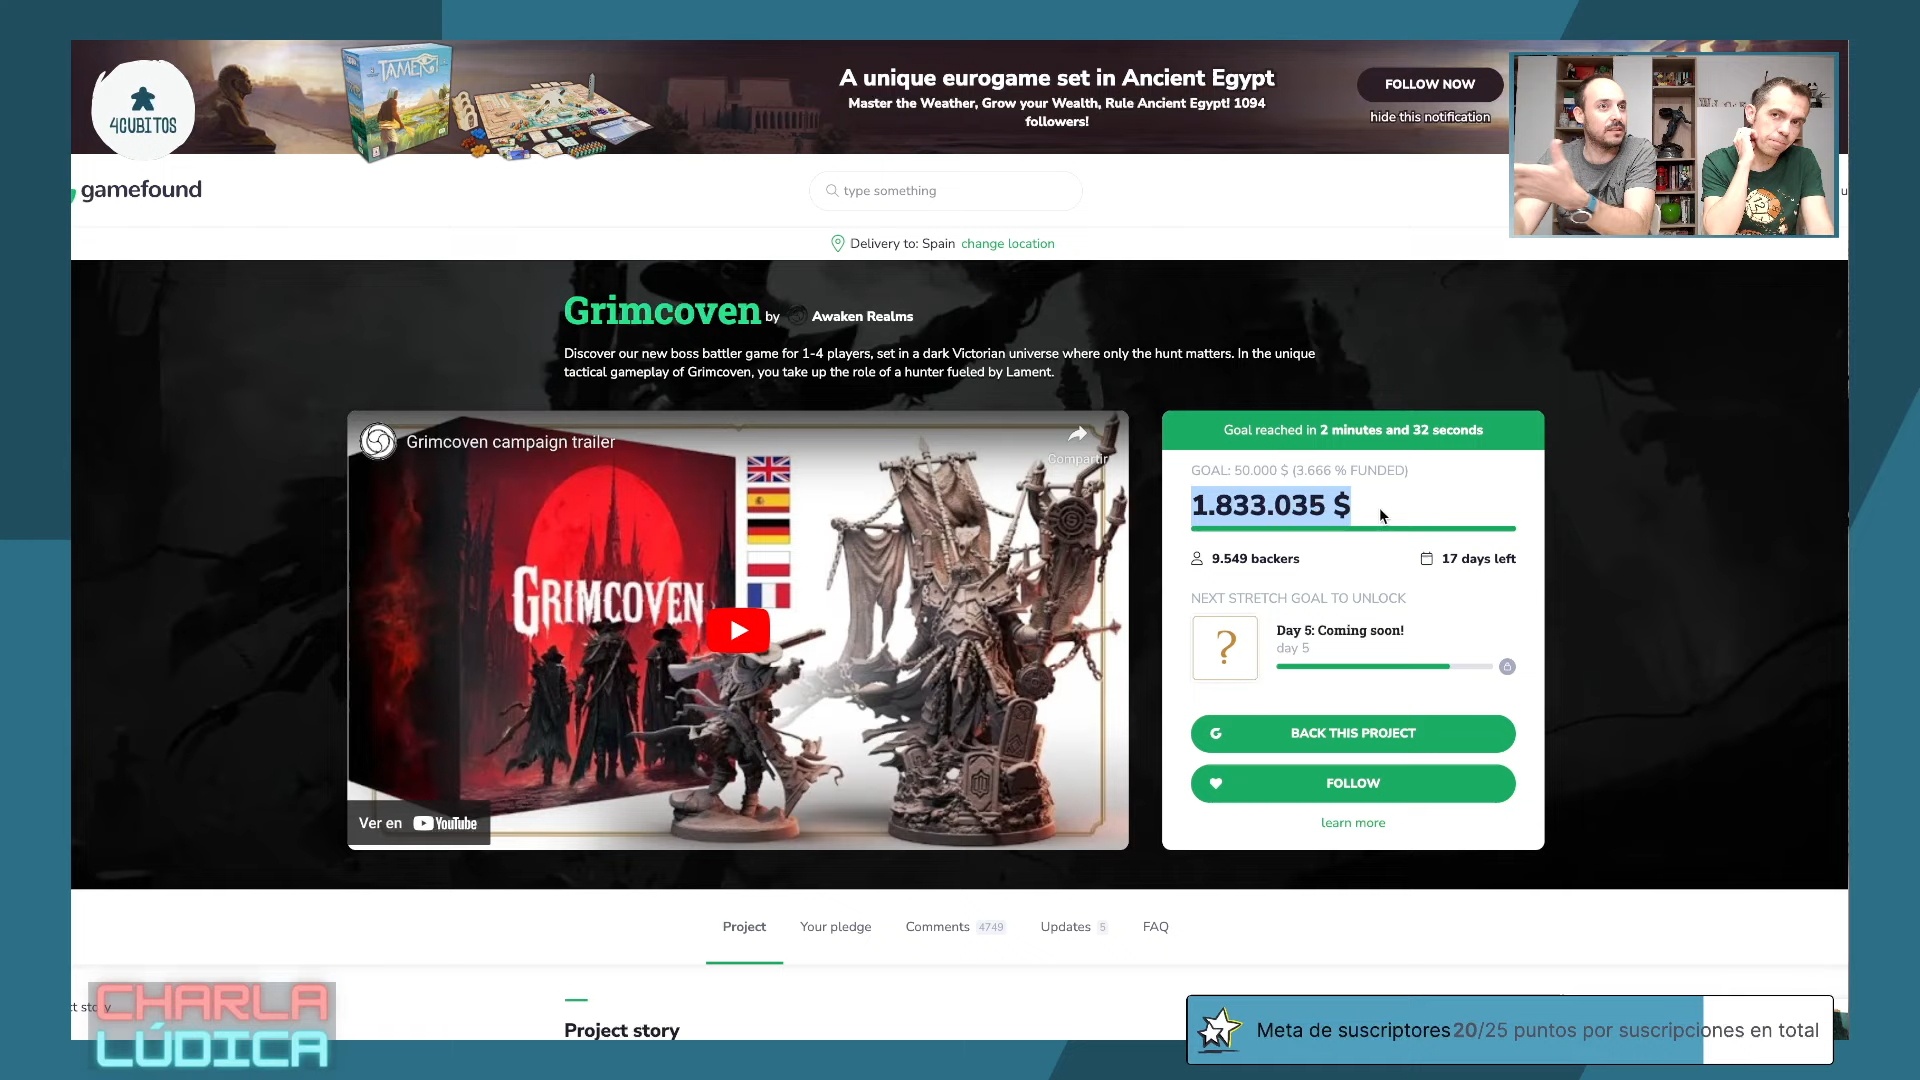 TAMERI
A unique eurogame set in Ancient Egypt
Master the Weather, Grow your Wealth, Rule Ancient Egypt! 1094
followers!
FOLLOW NOW
hide this notification
4CUBITOS
gamefound
type something
Delivery to: Spain change location
Grimcoven by Awaken Realms
Discover our new boss battler game for 1-4 players, set in a dark Victorian universe where only the hunt matters. In the unique
tactical gameplay of Grimcoven, you take up the role of a hunter fueled by Lament.
Grimcoven campaign trailer
Compartir
GRIMCOVEN
Ver en YouTube
Goal reached in 2 minutes and 32 seconds
GOAL: 50.000 $ (3.666 % FUNDED)
1.833.035 $
9.549 backers
17 days left
NEXT STRETCH GOAL TO UNLOCK
?
Day 5: Coming soon!
day 5
BACK THIS PROJECT
FOLLOW
learn more
Project Your pledge Comments 4749 Updates 5 FAQ
ct story
Project story
CHARLA
LÚDICA
Meta de suscriptores 20/25 puntos por suscripciones en total